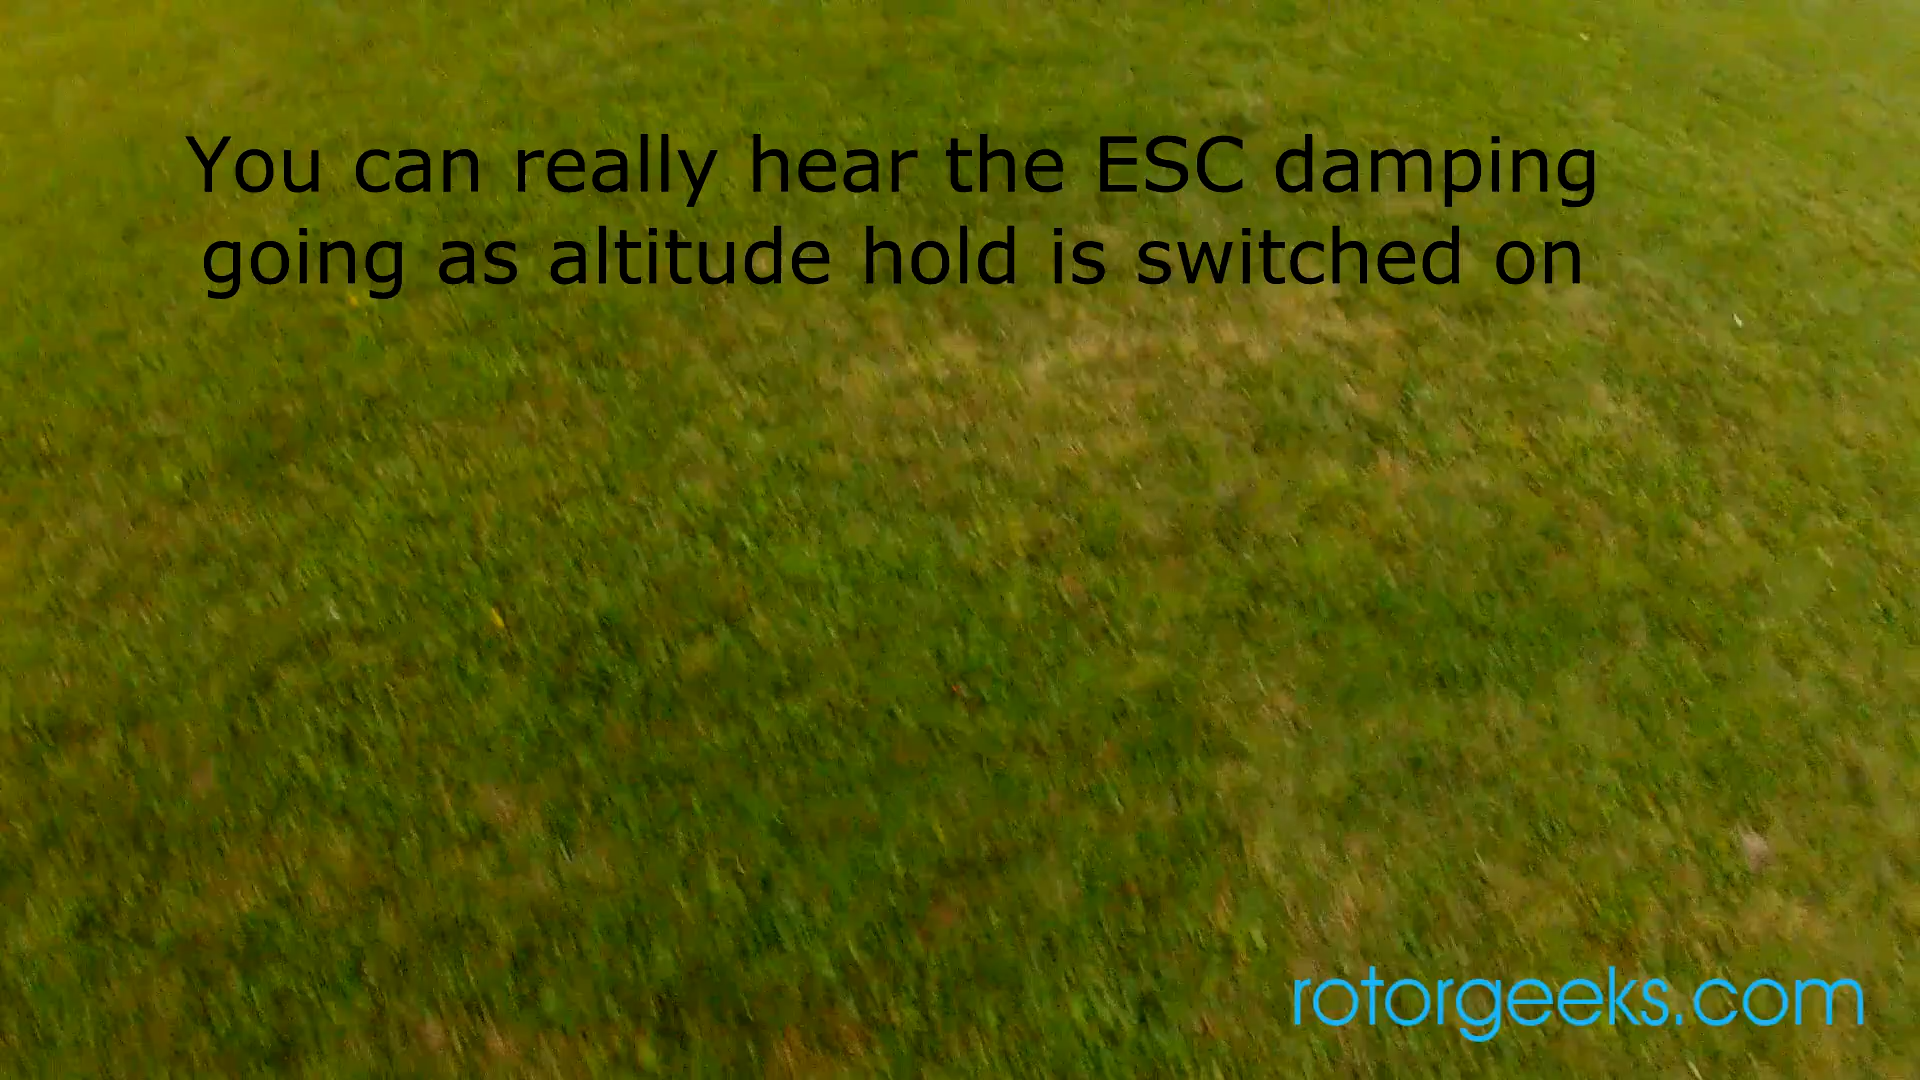 You can really hear the ESC damping
going as altitude hold is switched on
rotorgeeks.com